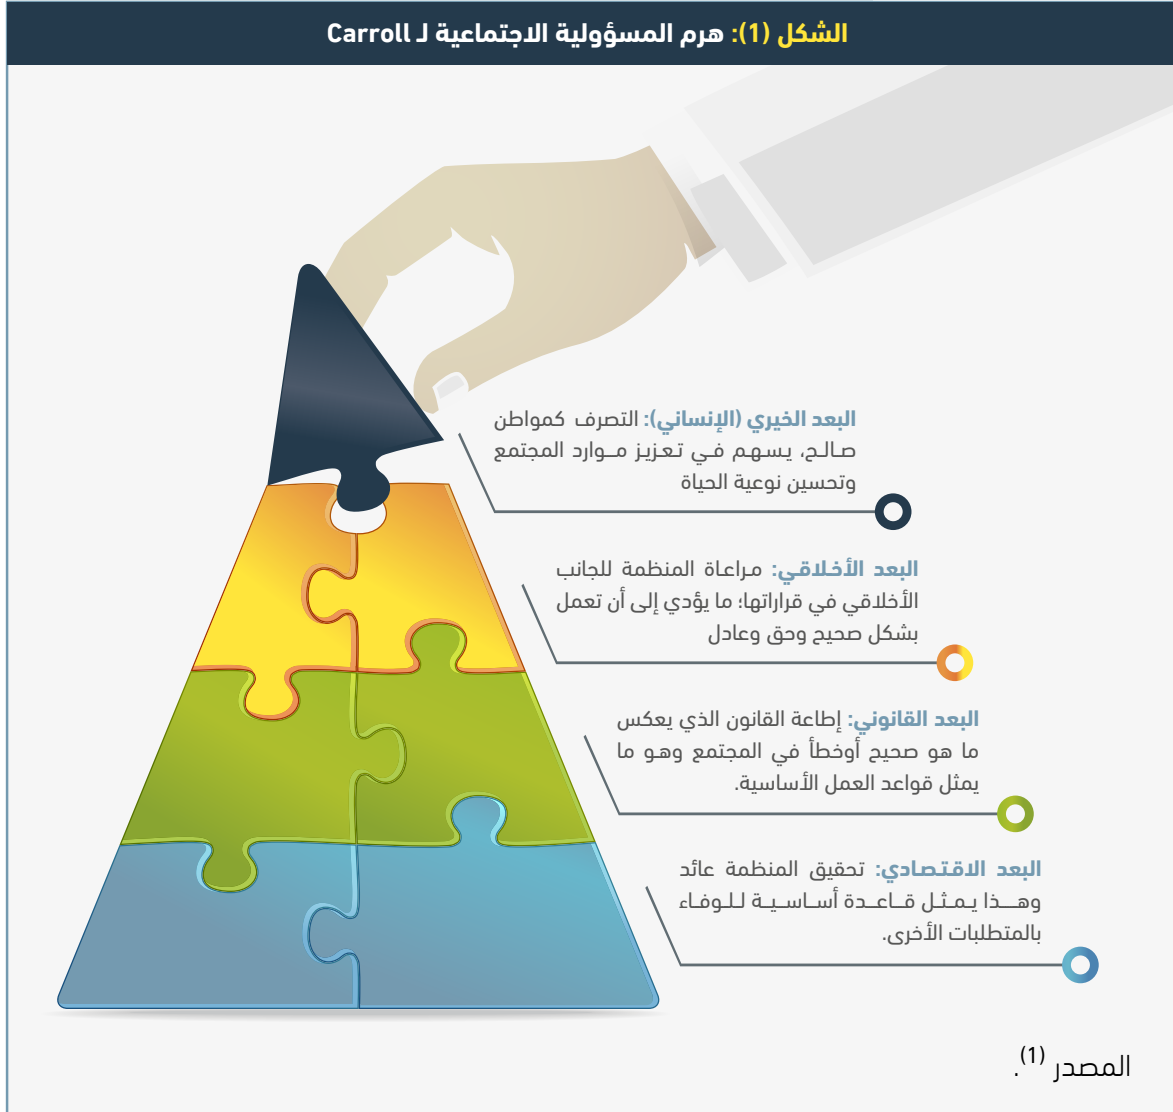 الشكل (1): هرم المسؤولية الاجتماعية لـ Carroll
البعد الخيري (الإنساني): التصرف كمواطن
صالح، يسهم في تعزيز موارد المجتمع
وتحسين نوعية الحياة
البعد الأخلاقي: مراعاة المنظمة للجانب
الأخلاقي في قراراتها؛ ما يؤدي إلى أن تعمل
بشكل صحيح وحق وعادل
البعد القانوني: إطاعة القانون الذي يعكس
ما هو صحيح أوخطأ في المجتمع وهو ما
يمثل قواعد العمل الأساسية.
البعد الاقتصادي: تحقيق المنظمة عائد
وهذا يمثل قاعدة أساسية للوفاء
بالمتطلبات الأخرى.
المصدر (1).